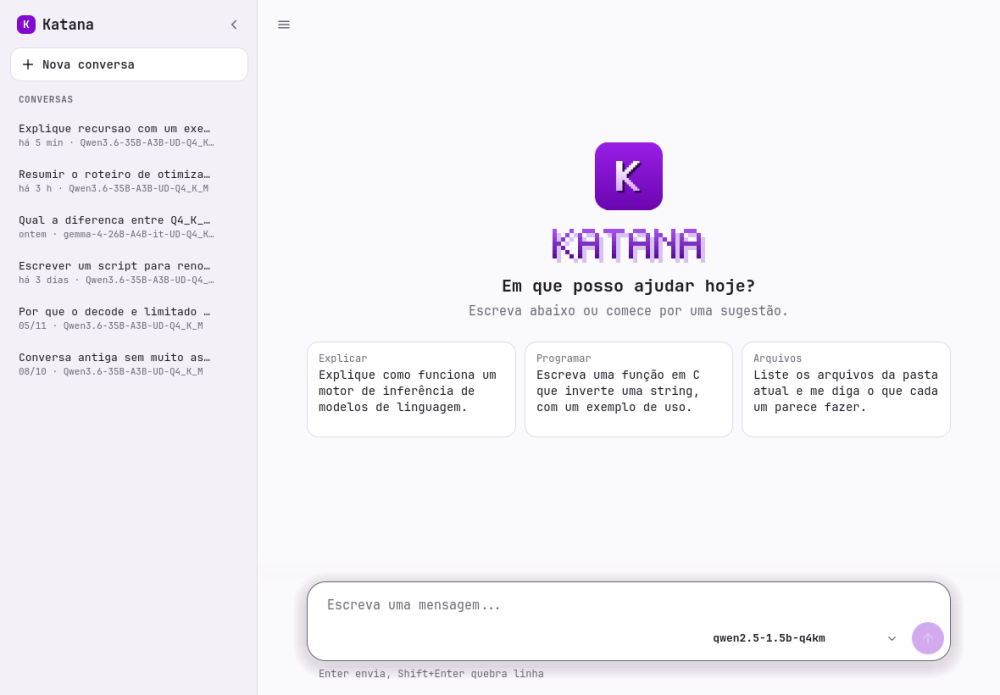 K Katana
Nova conversa
CONVERSAS
Explique recursao com um exe…
há 5 min · Qwen3.6-35B-A3B-UD-Q4_K…
Resumir o roteiro de otimiza…
há 3 h · Qwen3.6-35B-A3B-UD-Q4_K_M
Qual a diferenca entre Q4_K_…
ontem · gemma-4-26B-A4B-it-UD-Q4_K…
Escrever um script para reno…
há 3 dias · Qwen3.6-35B-A3B-UD-Q4_…
Por que o decode e limitado …
05/11 · Qwen3.6-35B-A3B-UD-Q4_K_M
Conversa antiga sem muito as…
08/10 · Qwen3.6-35B-A3B-UD-Q4_K_M
K
KATANA
Em que posso ajudar hoje?
Escreva abaixo ou comece por uma sugestão.
Explicar
Explique como funciona um
motor de inferência de
modelos de linguagem.
Programar
Escreva uma função em C
que inverte uma string,
com um exemplo de uso.
Arquivos
Liste os arquivos da pasta
atual e me diga o que cada
um parece fazer.
Escreva uma mensagem...
qwen2.5-1.5b-q4km
Enter envia, Shift+Enter quebra linha